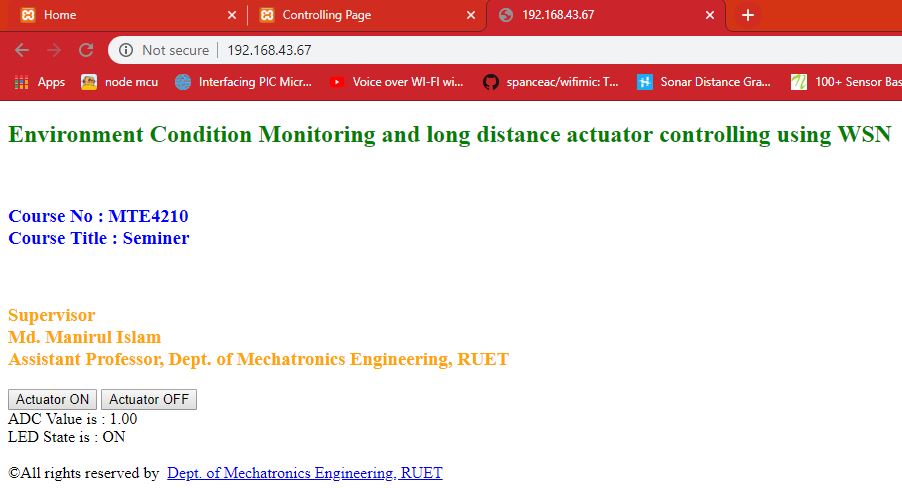 Home
Controlling Page
192.168.43.67
Not secure
192.168.43.67
Apps
node mcu
Interfacing PIC Micr...
Voice over WI-FI wi...
spanceac/wifimic: T...
Sonar Distance Gra...
100+ Sensor Bas
Environment Condition Monitoring and long distance actuator controlling using WSN
Course No : MTE4210
Course Title : Seminer
Supervisor
Md. Manirul Islam
Assistant Professor, Dept. of Mechatronics Engineering, RUET
Actuator ON Actuator OFF
ADC Value is : 1.00
LED State is : ON
©All rights reserved by Dept. of Mechatronics Engineering, RUET